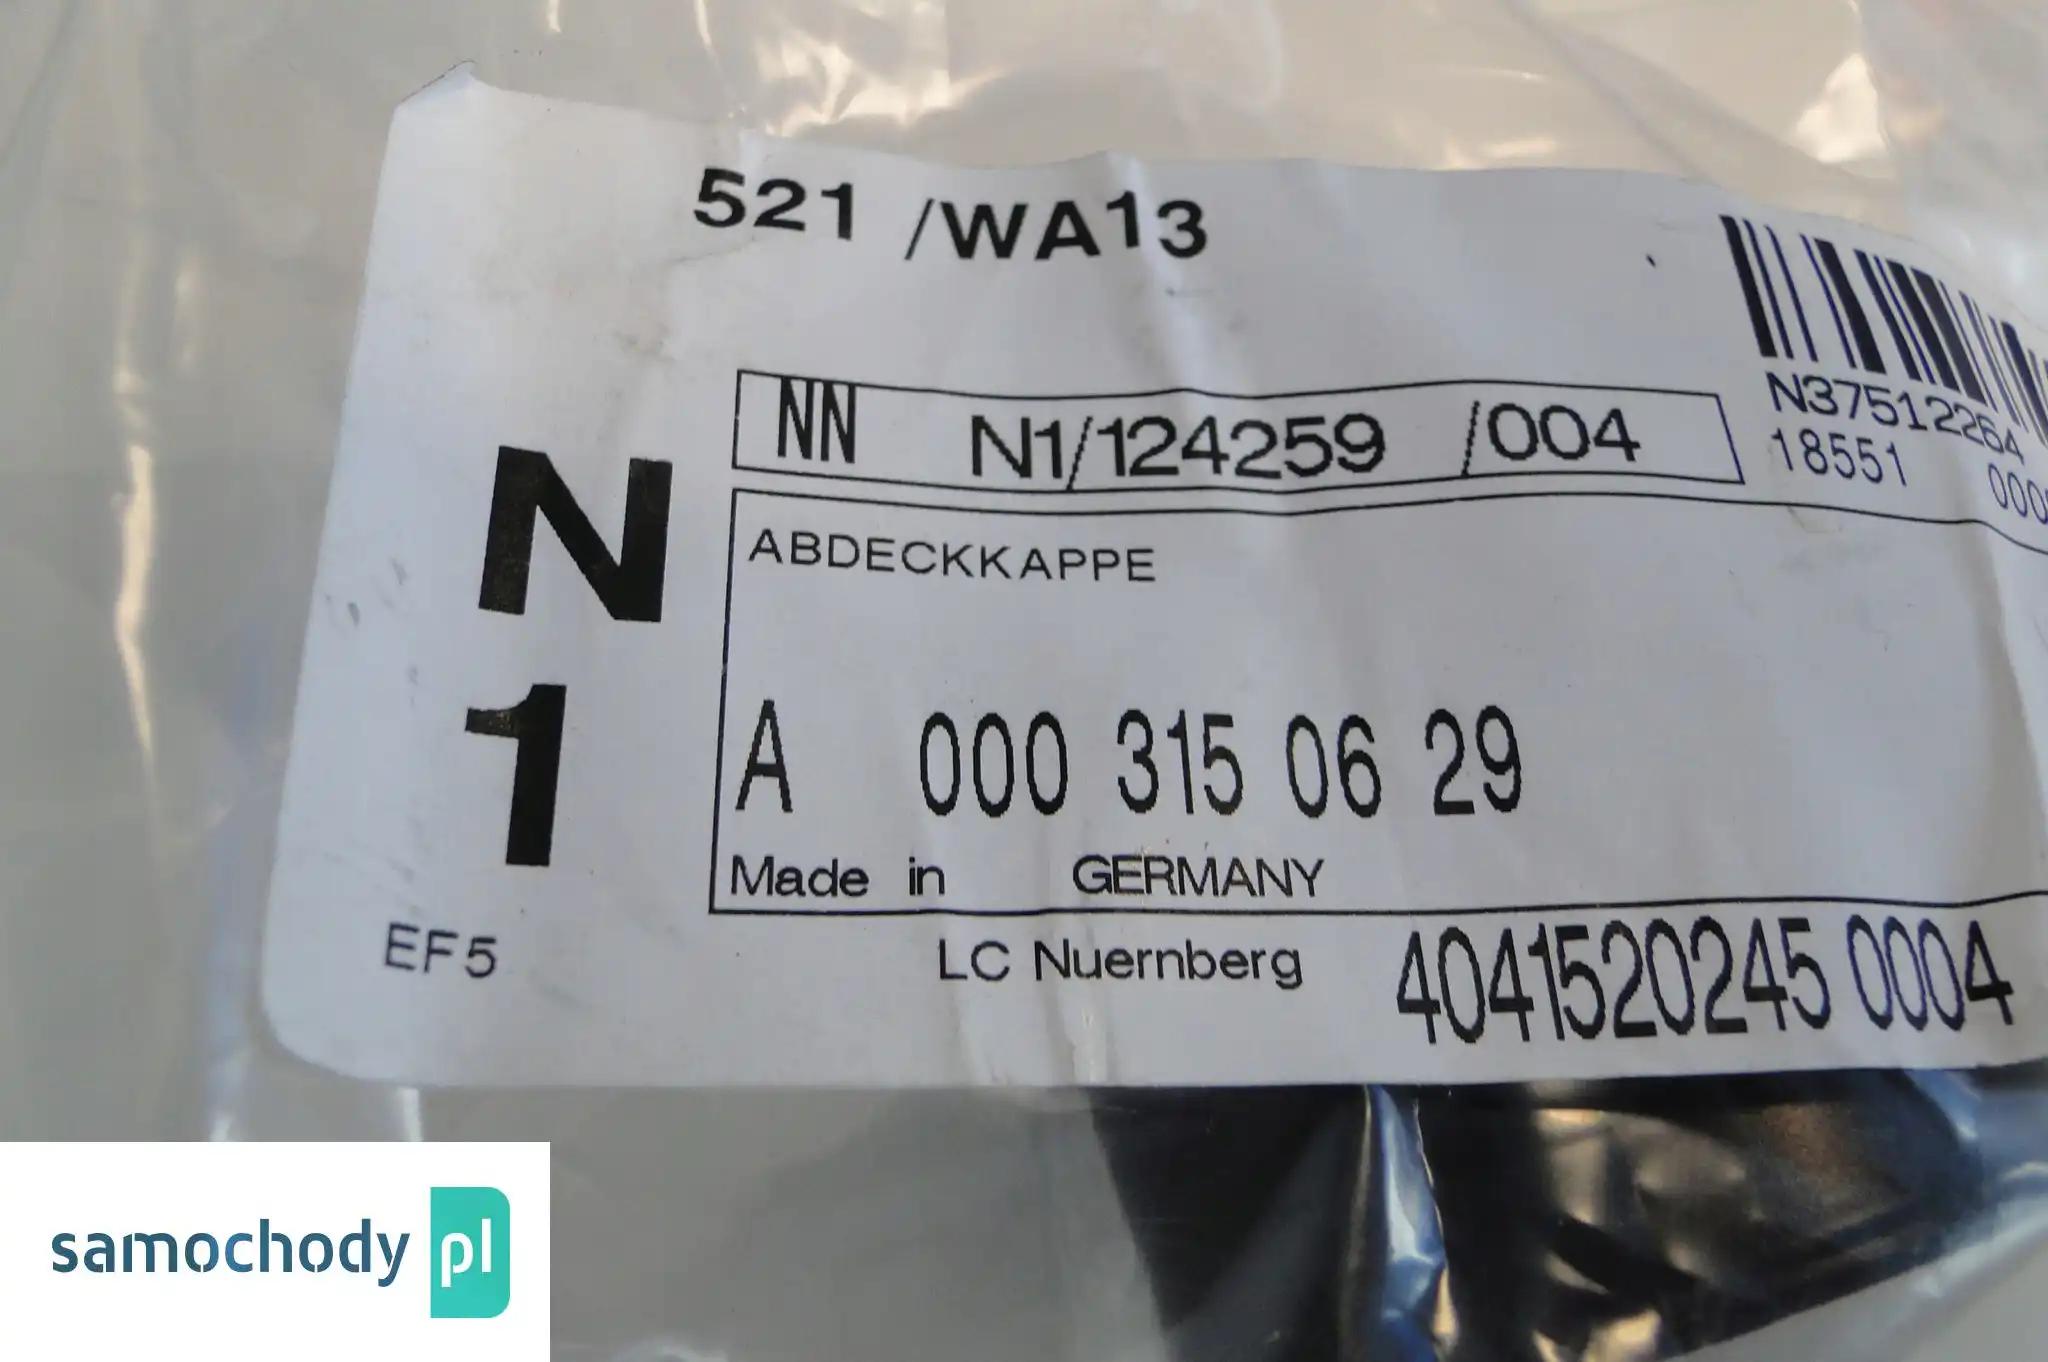 521 /WA13
N37512264
18551 000
NN N1/124259 /004
N
1
ABDECKKAPPE
A 000 315 06 29
Made in GERMANY
EF5
LC Nuernberg 4041520245 0004
samochody pl